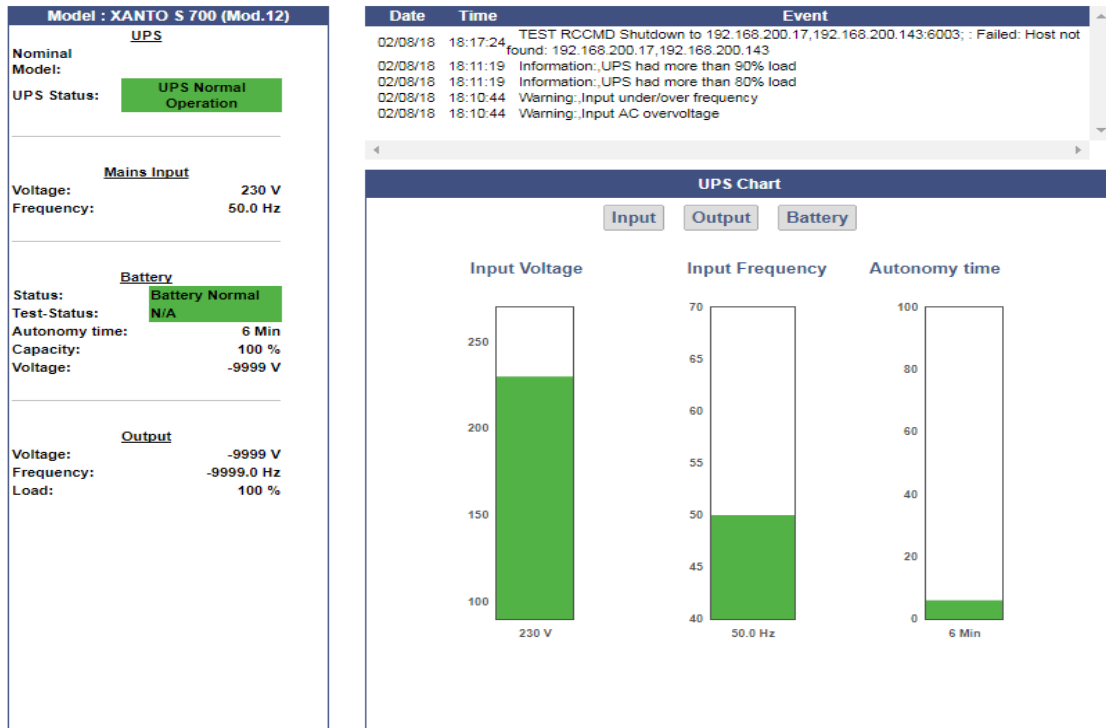 Model : XANTO S 700 (Mod.12)
UPS
Nominal
Model:
UPS Status:
UPS Normal
Operation
Mains Input
Voltage: 230 V
Frequency: 50.0 Hz
Battery
Status: Battery Normal
Test-Status: N/A
Autonomy time: 6 Min
Capacity: 100 %
Voltage: -9999 V
Output
Voltage: -9999 V
Frequency: -9999.0 Hz
Load: 100 %
Date Time Event
02/08/18 18:17:24 TEST RCCMD Shutdown to 192.168.200.17,192.168.200.143:6003; : Failed: Host not
found: 192.168.200.17,192.168.200.143
02/08/18 18:11:19 Information:,UPS had more than 90% load
02/08/18 18:11:19 Information:,UPS had more than 80% load
02/08/18 18:10:44 Warning:,Input under/over frequency
02/08/18 18:10:44 Warning:,Input AC overvoltage
UPS Chart
Input Output Battery
Input Voltage
250
200
150
100
230 V
Input Frequency
70
65
60
55
50
45
40
50.0 Hz
Autonomy time
100
80
60
40
20
0
6 Min